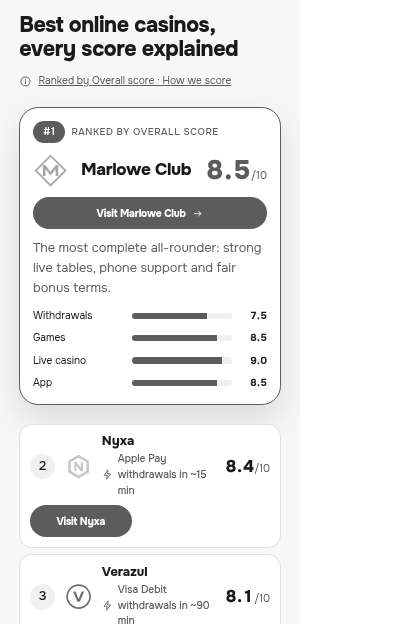 Best online casinos,
every score explained
Ranked by Overall score · How we score
#1 RANKED BY OVERALL SCORE
Marlowe Club 8.5/10
Visit Marlowe Club →
The most complete all-rounder: strong
live tables, phone support and fair
bonus terms.
Withdrawals 7.5
Games 8.5
Live casino 9.0
App 8.5
2 Nyxa 8.4/10
Apple Pay
withdrawals in ~15
min
Visit Nyxa
3 Verazul 8.1/10
Visa Debit
withdrawals in ~90
min